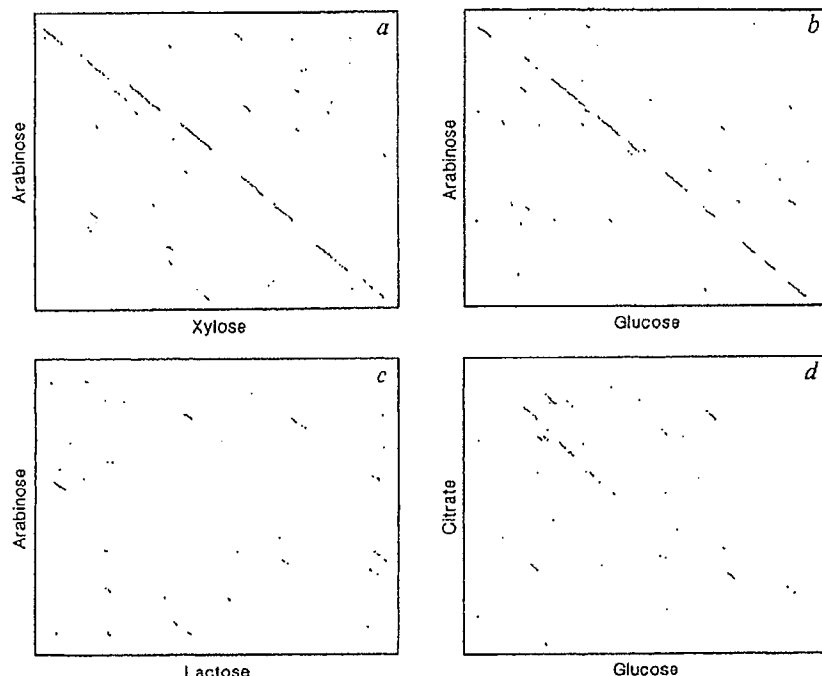 a
Arabinose
Xylose
b
Arabinose
Glucose
c
Arabinose
Lactose
d
Citrate
Glucose